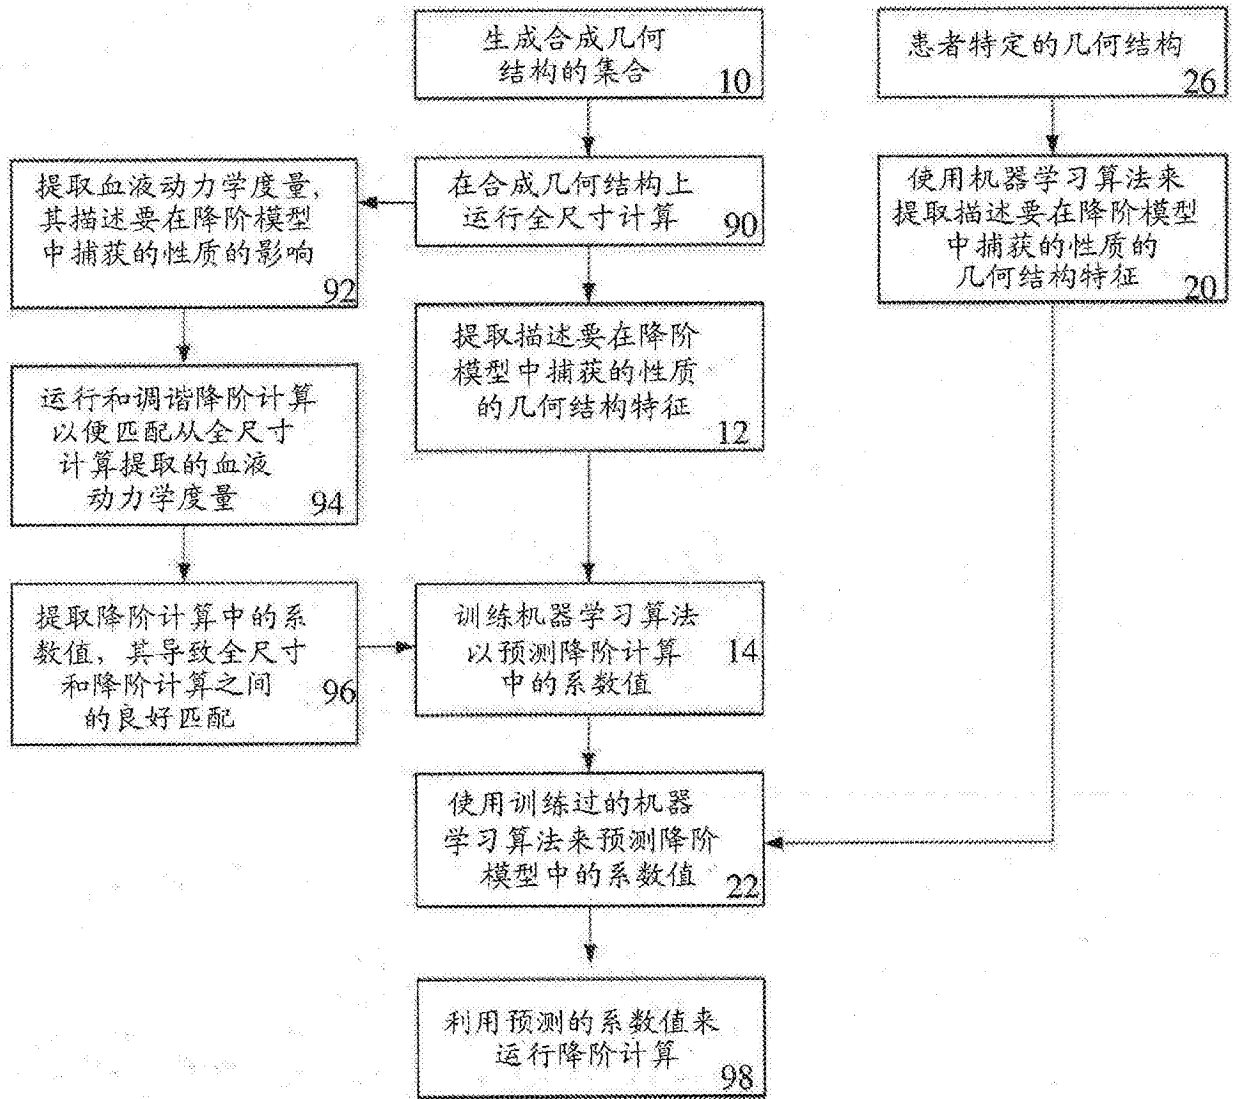 生成合成几何
结构的集合
10
患者特定的几何结构
26
提取血液动力学度量,
其描述要在降阶模型
中捕获的性质的影响
92
在合成几何结构上
运行全尺寸计算
90
使用机器学习算法来
提取描述要在降阶模型
中捕获的性质的
几何结构特征
20
提取描述要在降阶
模型中捕获的性质
的几何结构特征
12
运行和调谐降阶计算
以便匹配从全尺寸
计算提取的血液
动力学度量
94
提取降阶计算中的系
数值,其导致全尺寸
和降阶计算之间
的良好匹配
96
训练机器学习算法
以预测降阶计算
中的系数值
14
使用训练过的机器
学习算法来预测降阶
模型中的系数值
22
利用预测的系数值来
运行降阶计算
98